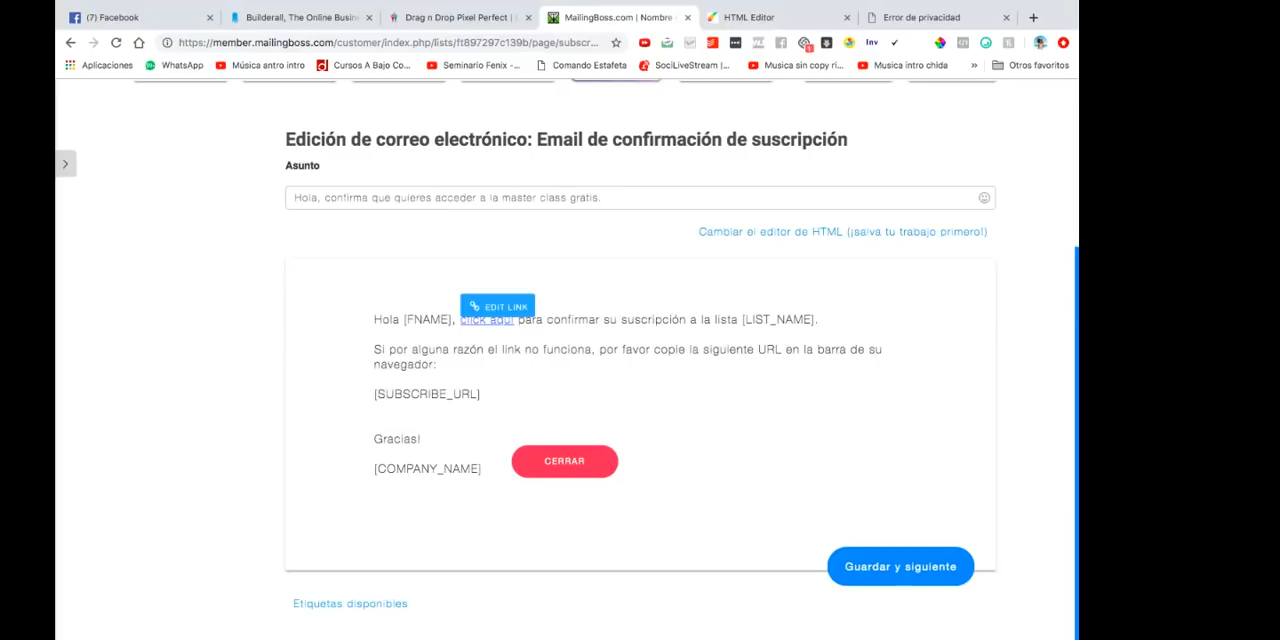 (7) Facebook
Builderall, The Online Busin
Drag n Drop Pixel Perfect |
MailingBoss.com | Nombre
HTML Editor
Error de privacidad
https://member.mailingboss.com/customer/index.php/lists/ft897297c139b/page/subscr...
Inv
Aplicaciones
WhatsApp
Música antro intro
Cursos A Bajo Co...
Seminario Fenix -...
Comando Estafeta
SociLiveStream |...
Musica sin copy ri...
Musica intro chida
»
Otros favoritos
Edición de correo electrónico: Email de confirmación de suscripción
Asunto
Hola, confirma que quieres acceder a la master class gratis.
Cambiar el editor de HTML (¡salva tu trabajo primero!)
EDIT LINK
Hola [FNAME], click aquí para confirmar su suscripción a la lista [LIST_NAME].
Si por alguna razón el link no funciona, por favor copie la siguiente URL en la barra de su
navegador:
[SUBSCRIBE_URL]
Gracias!
CERRAR
[COMPANY_NAME]
Guardar y siguiente
Etiquetas disponibles